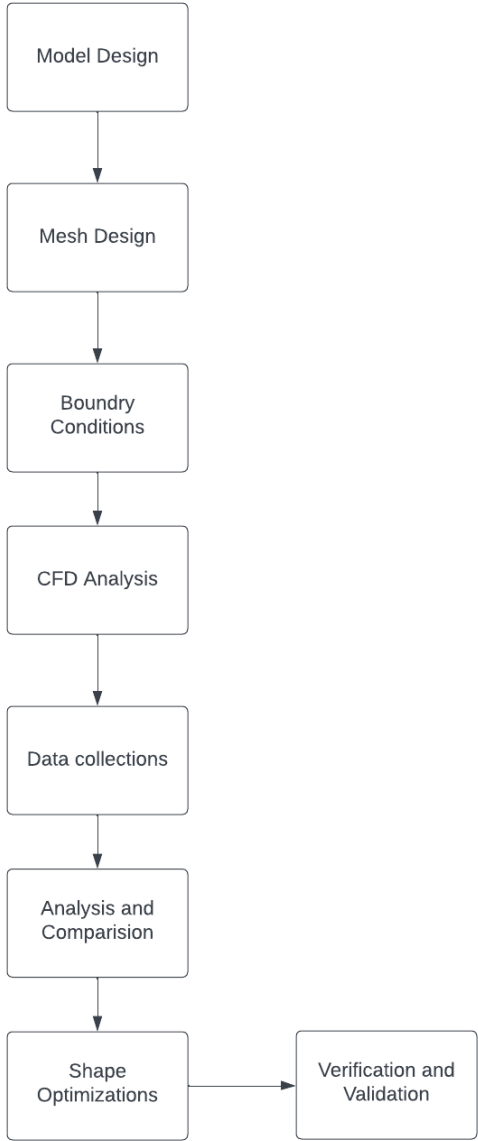 Model Design
Mesh Design
Boundry
Conditions
CFD Analysis
Data collections
Analysis and
Comparision
Shape
Optimizations
Verification and
Validation